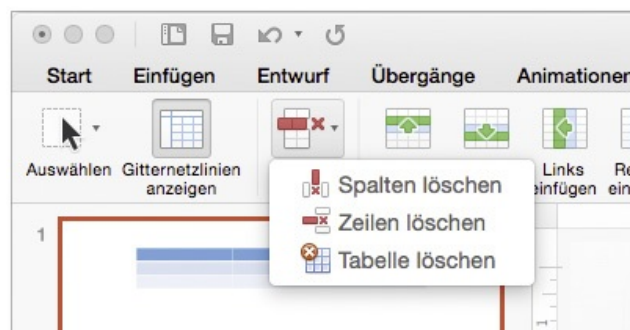 Start Einfügen Entwurf Übergänge Animationen
Auswählen Gitternetzlinien anzeigen
Links einfügen
Spalten löschen
Zeilen löschen
Tabelle löschen
1